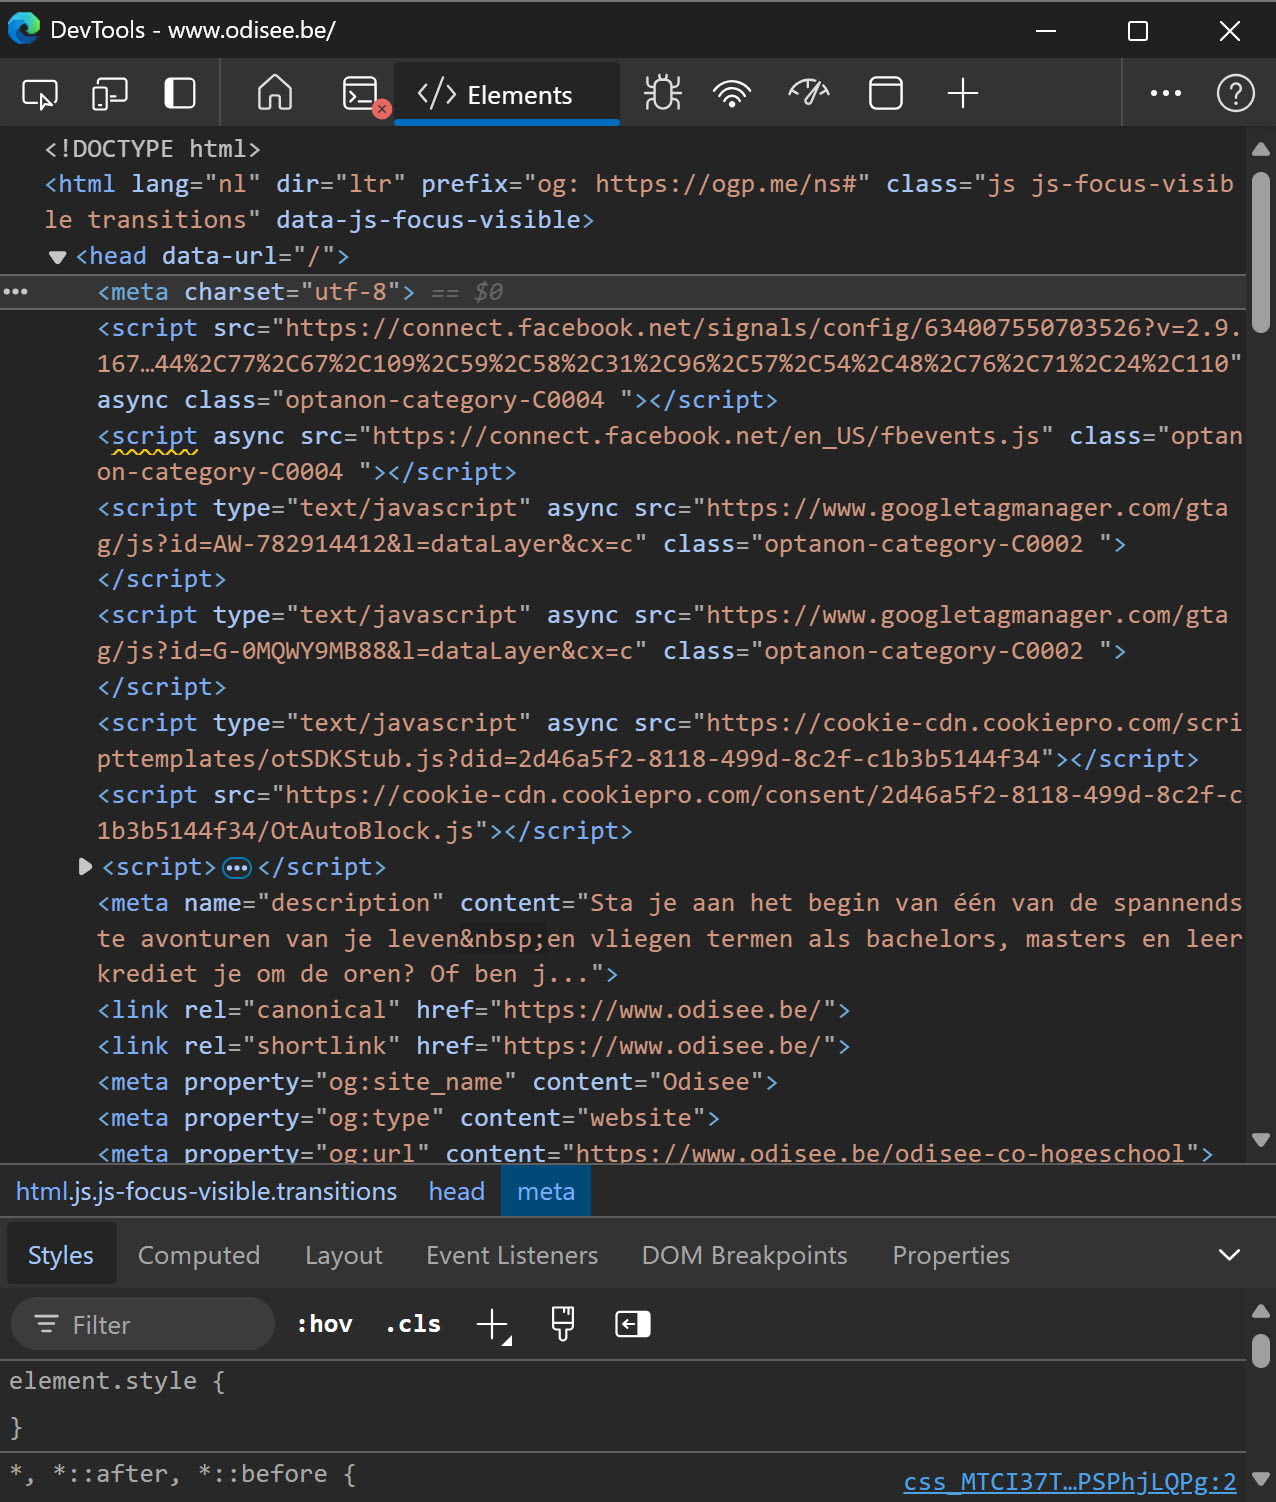 DevTools - www.odisee.be/
</> Elements
<!DOCTYPE html>
<html lang="nl" dir="ltr" prefix="og: https://ogp.me/ns#" class="js js-focus-visib
le transitions" data-js-focus-visible>
<head data-url="/">
<meta charset="utf-8"> == $0
<script src="https://connect.facebook.net/signals/config/634007550703526?v=2.9.
167…44%2C77%2C67%2C109%2C59%2C58%2C31%2C96%2C57%2C54%2C48%2C76%2C71%2C24%2C110"
async class="optanon-category-C0004 "></script>
<script async src="https://connect.facebook.net/en_US/fbevents.js" class="optan
on-category-C0004 "></script>
<script type="text/javascript" async src="https://www.googletagmanager.com/gta
g/js?id=AW-782914412&l=dataLayer&cx=c" class="optanon-category-C0002 ">
</script>
<script type="text/javascript" async src="https://www.googletagmanager.com/gta
g/js?id=G-0MQWY9MB88&l=dataLayer&cx=c" class="optanon-category-C0002 ">
</script>
<script type="text/javascript" async src="https://cookie-cdn.cookiepro.com/scri
pttemplates/otSDKStub.js?did=2d46a5f2-8118-499d-8c2f-c1b3b5144f34"></script>
<script src="https://cookie-cdn.cookiepro.com/consent/2d46a5f2-8118-499d-8c2f-c
1b3b5144f34/OtAutoBlock.js"></script>
<script>…</script>
<meta name="description" content="Sta je aan het begin van één van de spannends
te avonturen van je leven&nbsp;en vliegen termen als bachelors, masters en leer
krediet je om de oren? Of ben j...">
<link rel="canonical" href="https://www.odisee.be/">
<link rel="shortlink" href="https://www.odisee.be/">
<meta property="og:site_name" content="Odisee">
<meta property="og:type" content="website">
<meta property="og:url" content="https://www.odisee.be/odisee-co-hogeschool">
html.js.js-focus-visible.transitions head meta
Styles Computed Layout Event Listeners DOM Breakpoints Properties
Filter :hov .cls
element.style {
}
*, *::after, *::before {
css_MTCI37T…PSPhjLQPg:2